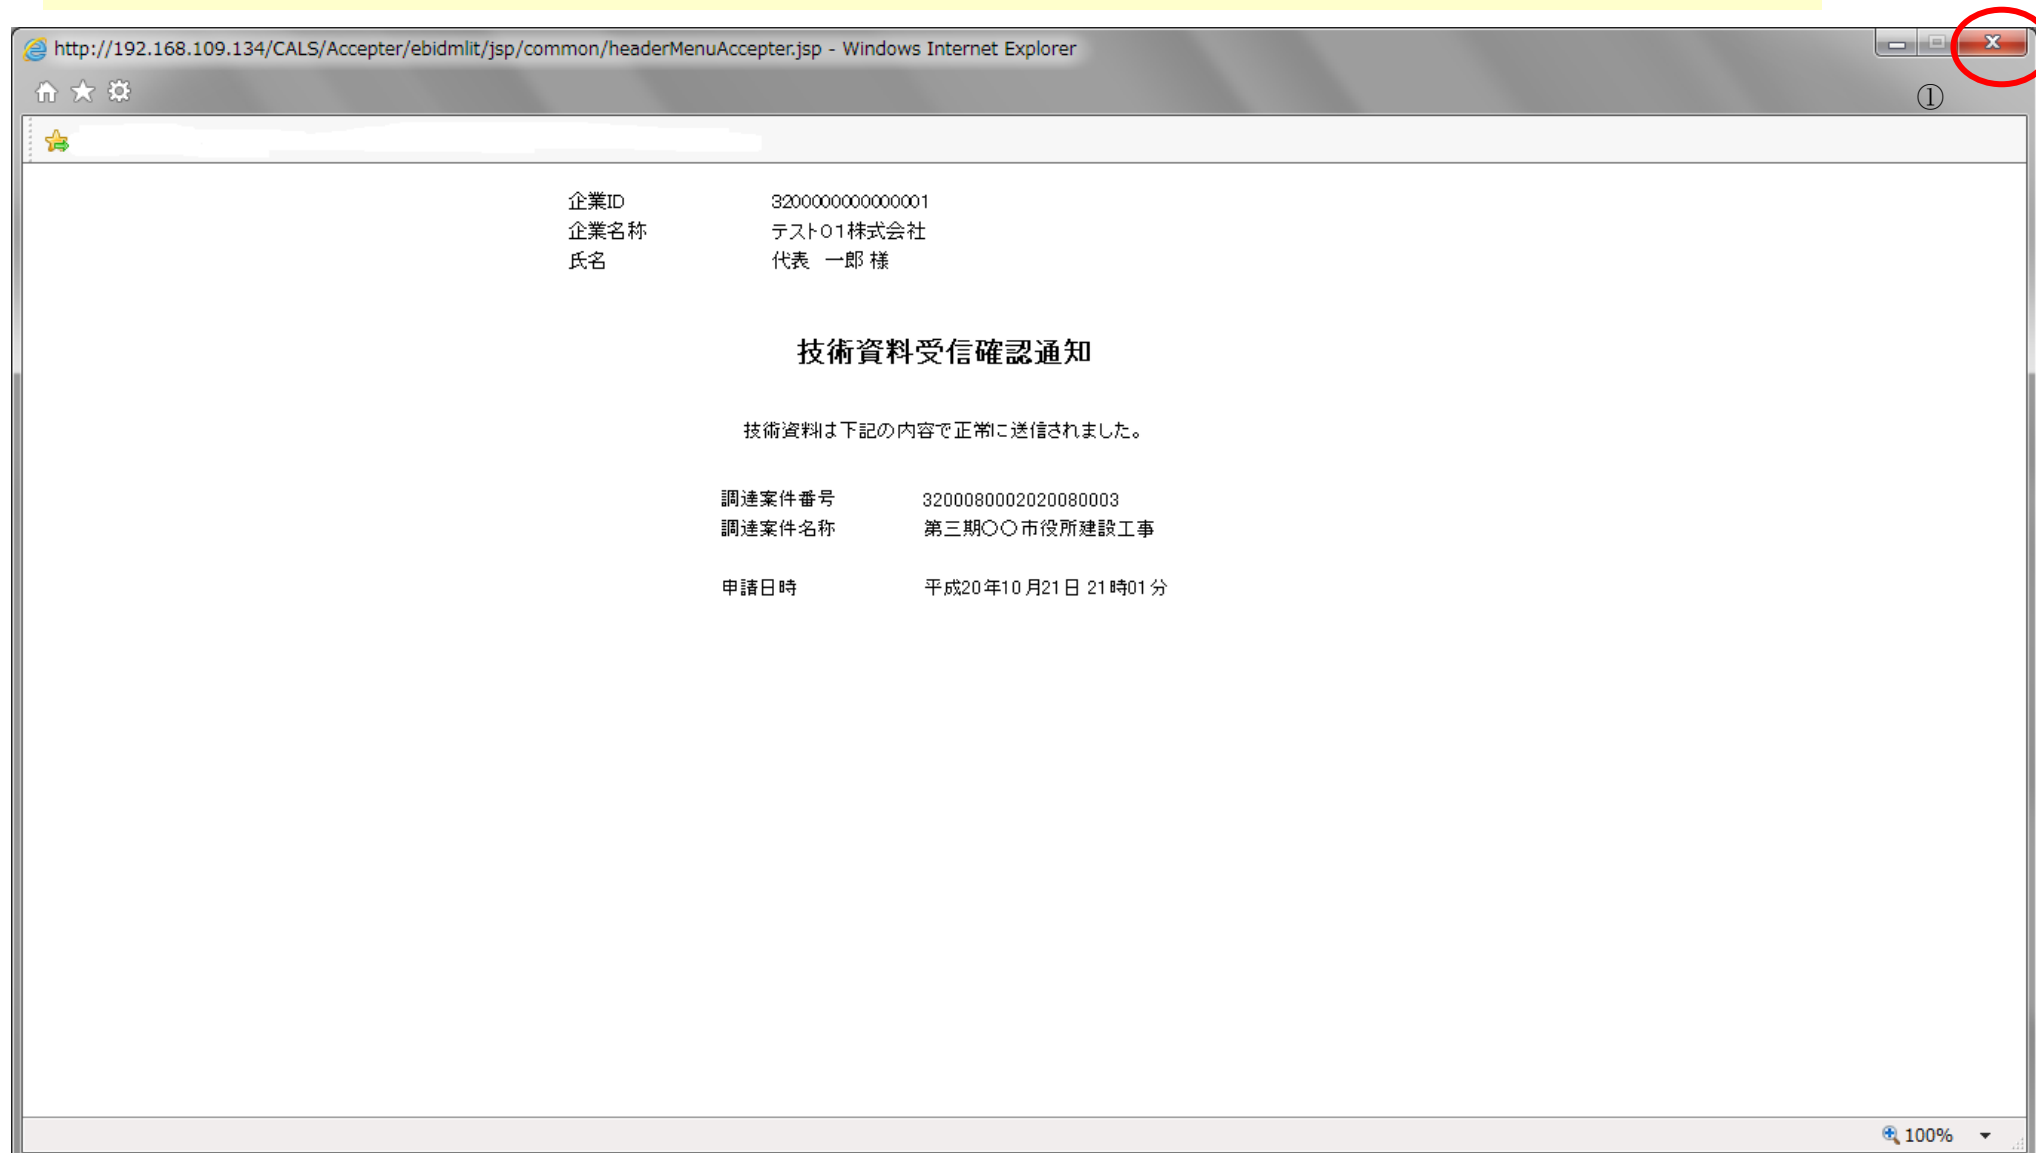 http://192.168.109.134/CALS/Accepter/ebidmlit/jsp/common/headerMenuAccepter.jsp - Windows Internet Explorer
①
企業ID 3200000000000001
企業名称 テスト01株式会社
氏名 代表 一郎 様
技術資料受信確認通知
技術資料は下記の内容で正常に送信されました。
調達案件番号 3200080002020080003
調達案件名称 第三期〇〇市役所建設工事
申請日時 平成20年10月21日 21時01分
100%